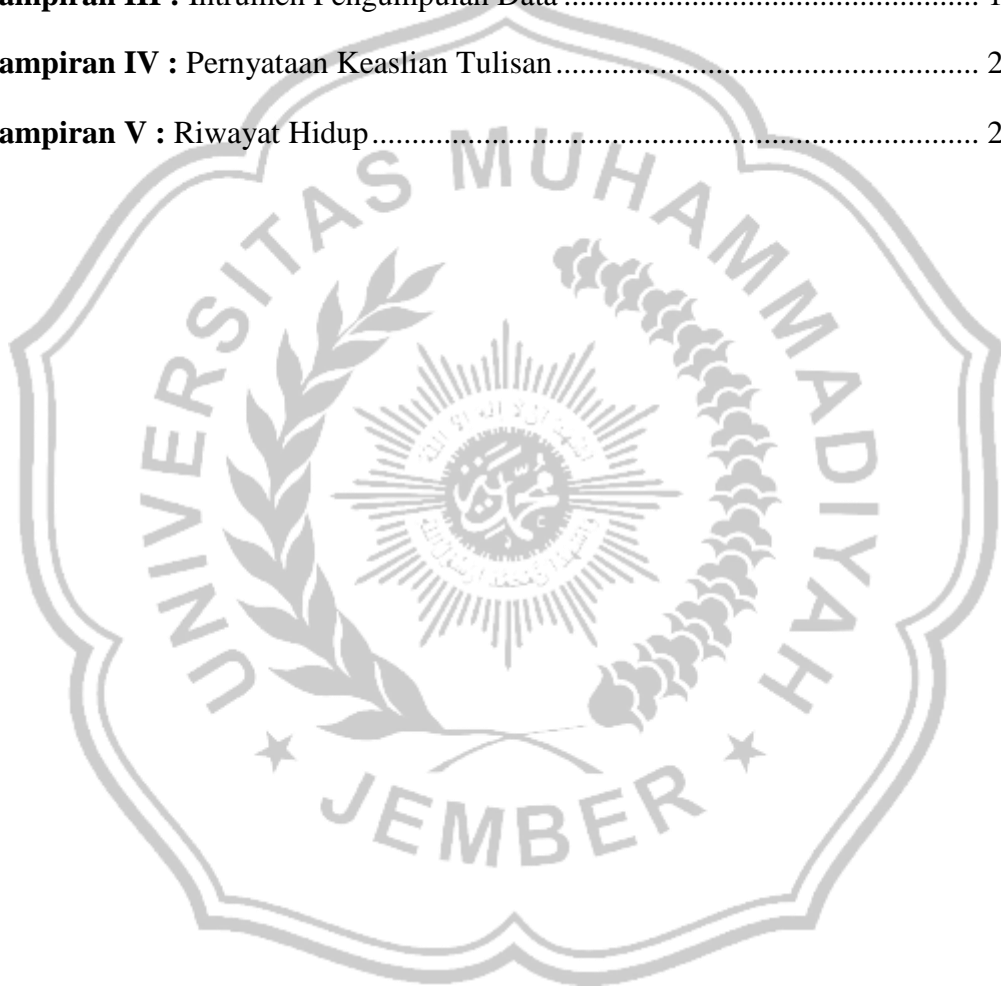 ampiran III : Intrumen Pengumpulan Data ........ 1
ampiran IV : Pernyataan Keaslian Tulisan ........ 2
ampiran V : Riwayat Hidup ........ 2
UNIVERSITAS MUHAMMADIYAH
JEMBER